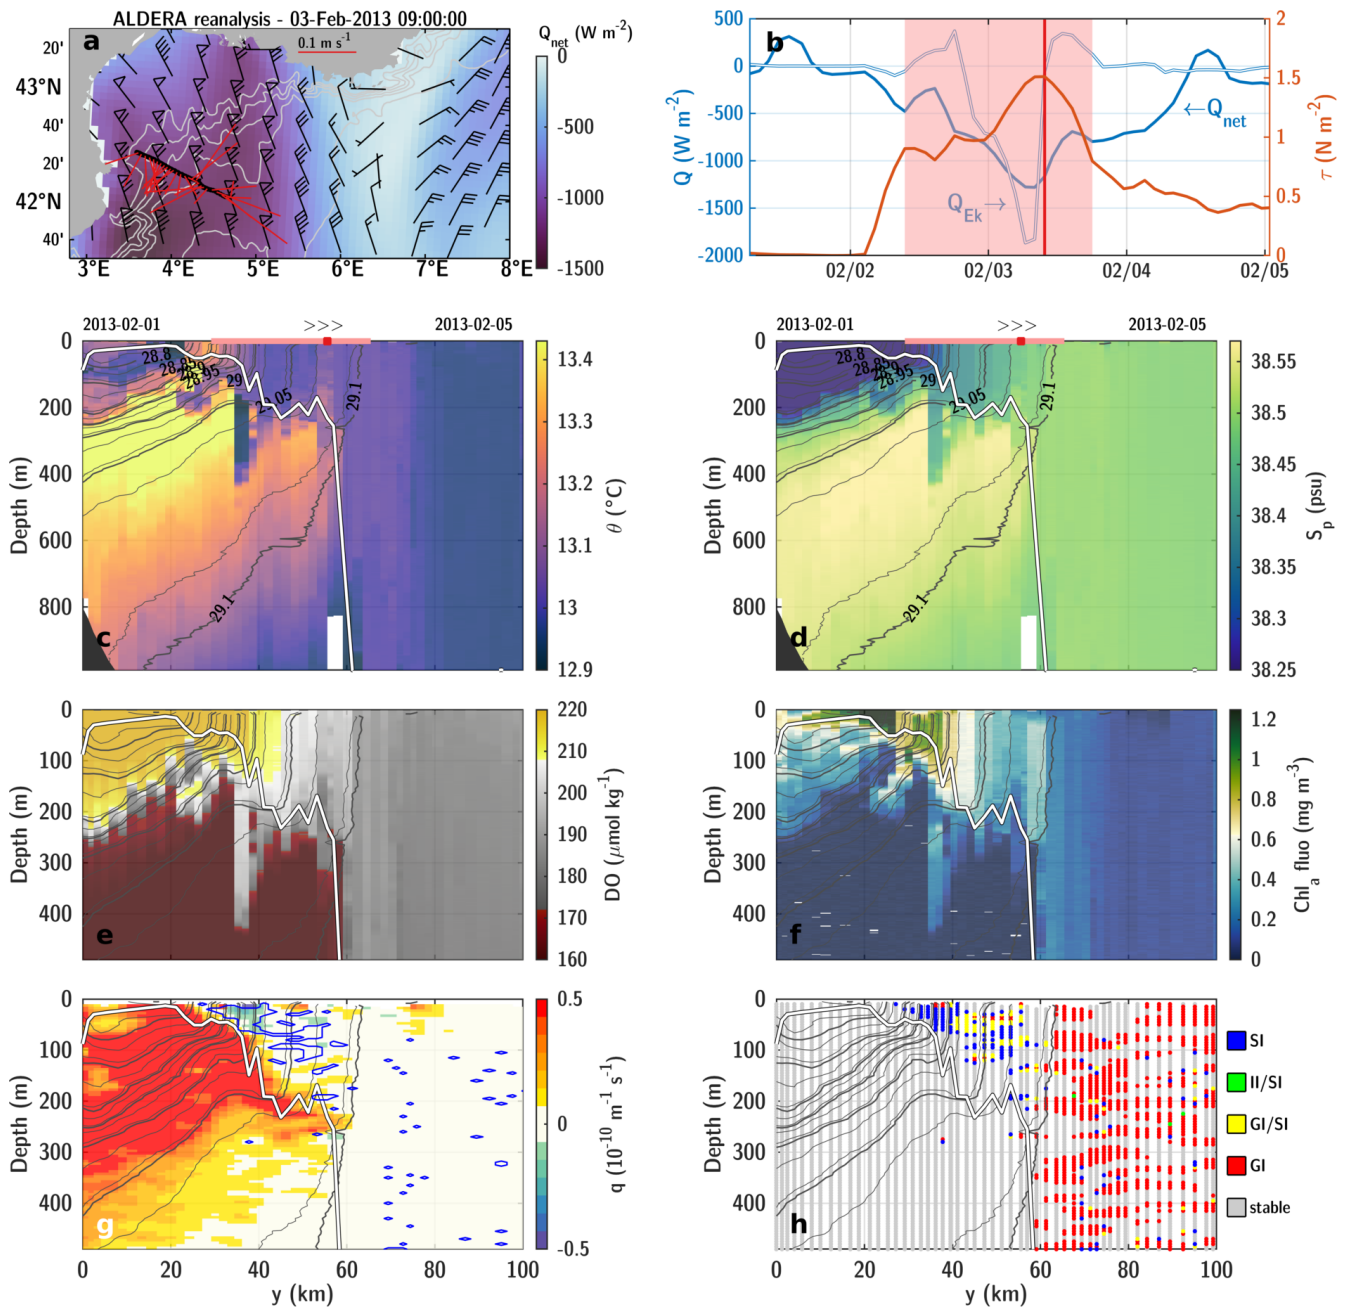 ALDERA reanalysis - 03-Feb-2013 09:00:00
a
0.1 m s⁻¹
Q_net (W m⁻²)
20'
43°N
40'
20'
42°N
40'
3°E 4°E 5°E 6°E 7°E 8°E
0
-500
-1000
-1500
b
500
0
-500
-1000
-1500
-2000
Q (W m⁻²)
←Q_net
Q_Ek→
2
1.5
1
0.5
0
τ (N m⁻²)
02/02 02/03 02/04 02/05
2013-02-01 >>> 2013-02-05
0
200
400
600
800
Depth (m)
28.8
28.85
28.95
29
29.05
29.1
29.1
c
13.4
13.3
13.2
13.1
13
12.9
θ (°C)
2013-02-01 >>> 2013-02-05
0
200
400
600
800
Depth (m)
28.8
28.85
28.95
29
29.05
29.1
29.1
d
38.55
38.5
38.45
38.4
38.35
38.3
38.25
S_p (psu)
0
100
200
300
400
Depth (m)
e
220
210
200
190
180
170
160
DO (μmol kg⁻¹)
0
100
200
300
400
Depth (m)
f
1.2
1
0.8
0.6
0.4
0.2
0
Chl_a fluo (mg m⁻³)
0
100
200
300
400
Depth (m)
g
0 20 40 60 80 100
y (km)
0.5
0
-0.5
q (10⁻¹⁰ m⁻¹ s⁻¹)
0
100
200
300
400
Depth (m)
h
0 20 40 60 80 100
y (km)
SI
II/SI
GI/SI
GI
stable